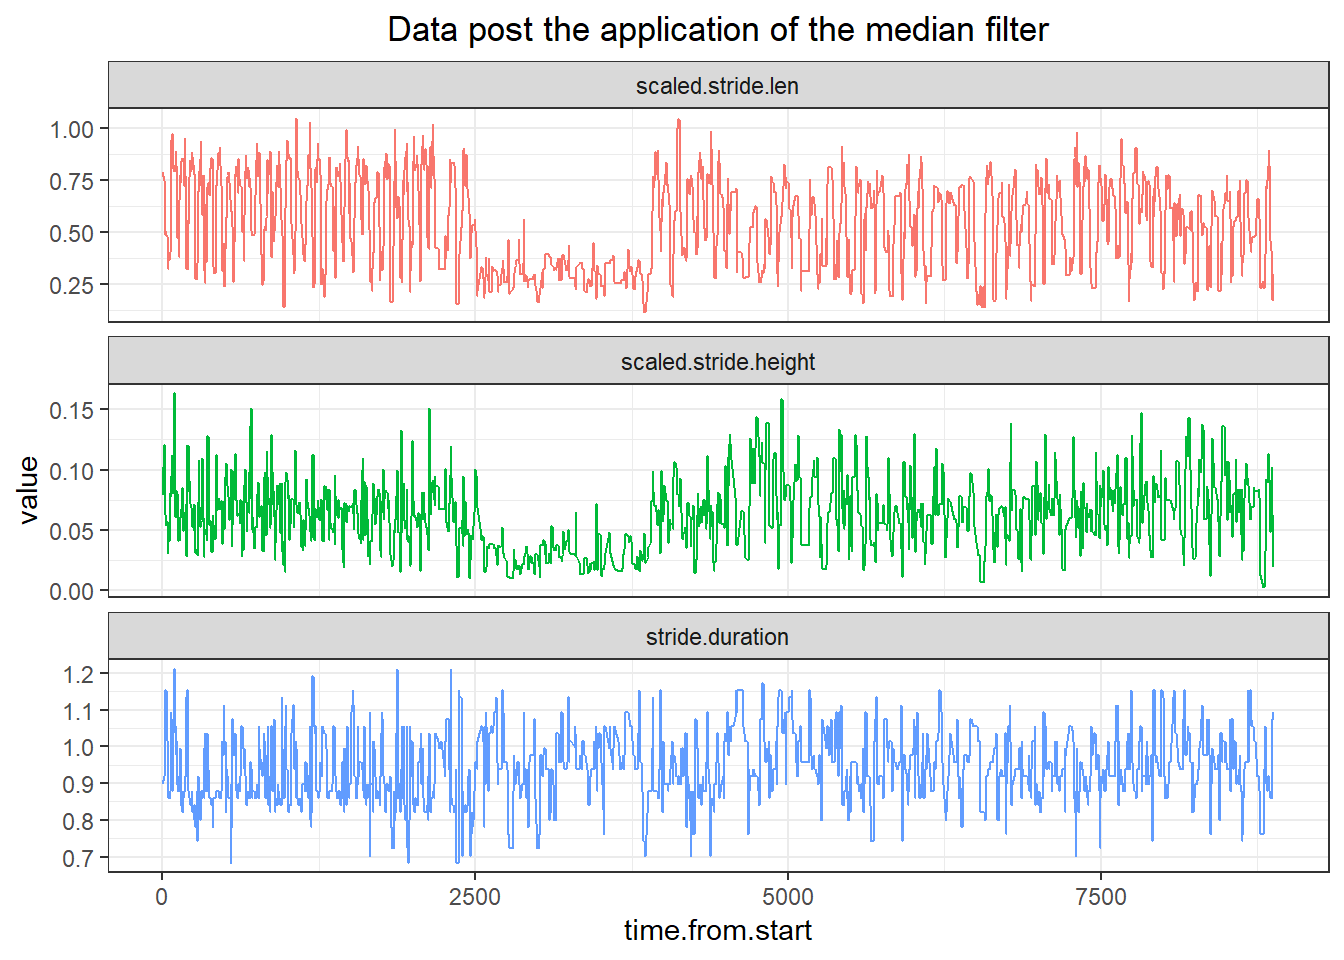 Data post the application of the median filter
scaled.stride.len
1.00
0.75
0.50
0.25
scaled.stride.height
0.15
0.10
0.05
0.00
value
stride.duration
1.2
1.1
1.0
0.9
0.8
0.7
0 2500 5000 7500
time.from.start